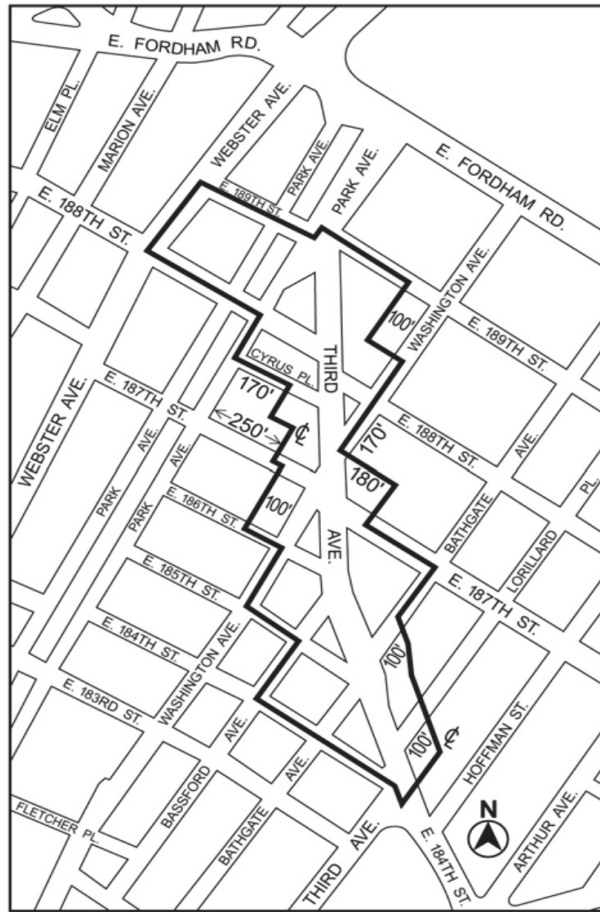 E. FORDHAM RD.
ELM PL.
MARION AVE.
WEBSTER AVE.
PARK AVE.
PARK AVE.
E. FORDHAM RD.
E. 188TH ST.
E. 189TH ST.
WASHINGTON AVE.
100'
E. 189TH ST.
THIRD
CYRUS PL.
170'
250'
℄
E. 187TH ST.
WEBSTER AVE.
170'
180'
E. 188TH ST.
AVE.
PL.
PARK
AVE.
PARK
AVE.
E. 186TH ST.
100'
AVE.
BATHGATE
LORILLARD
E. 187TH ST.
E. 185TH ST.
E. 184TH ST.
WASHINGTON AVE.
100'
E. 183RD ST.
100'
℄
HOFFMAN ST.
BASSFORD
AVE.
BATHGATE
AVE.
FLETCHER PL.
THIRD
AVE.
E. 184TH ST.
N
ARTHUR AVE.